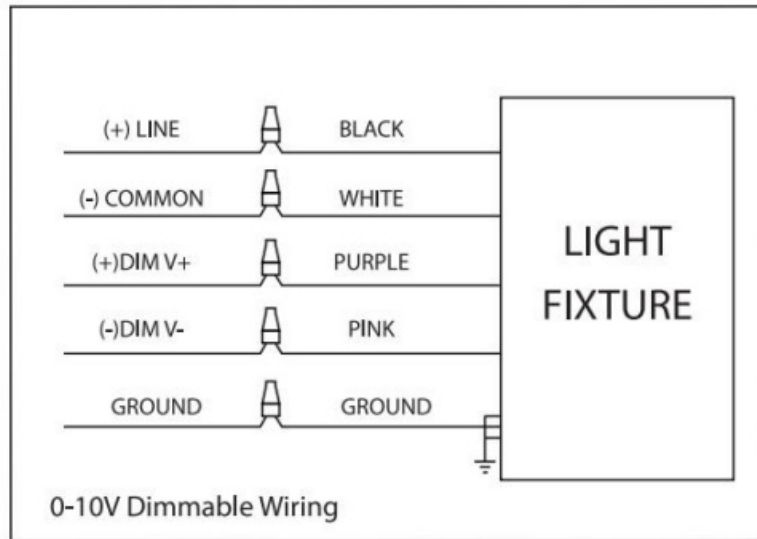 (+) LINE BLACK
(-) COMMON WHITE
(+)DIM V+ PURPLE
(-)DIM V- PINK
GROUND GROUND
LIGHT
FIXTURE
0-10V Dimmable Wiring